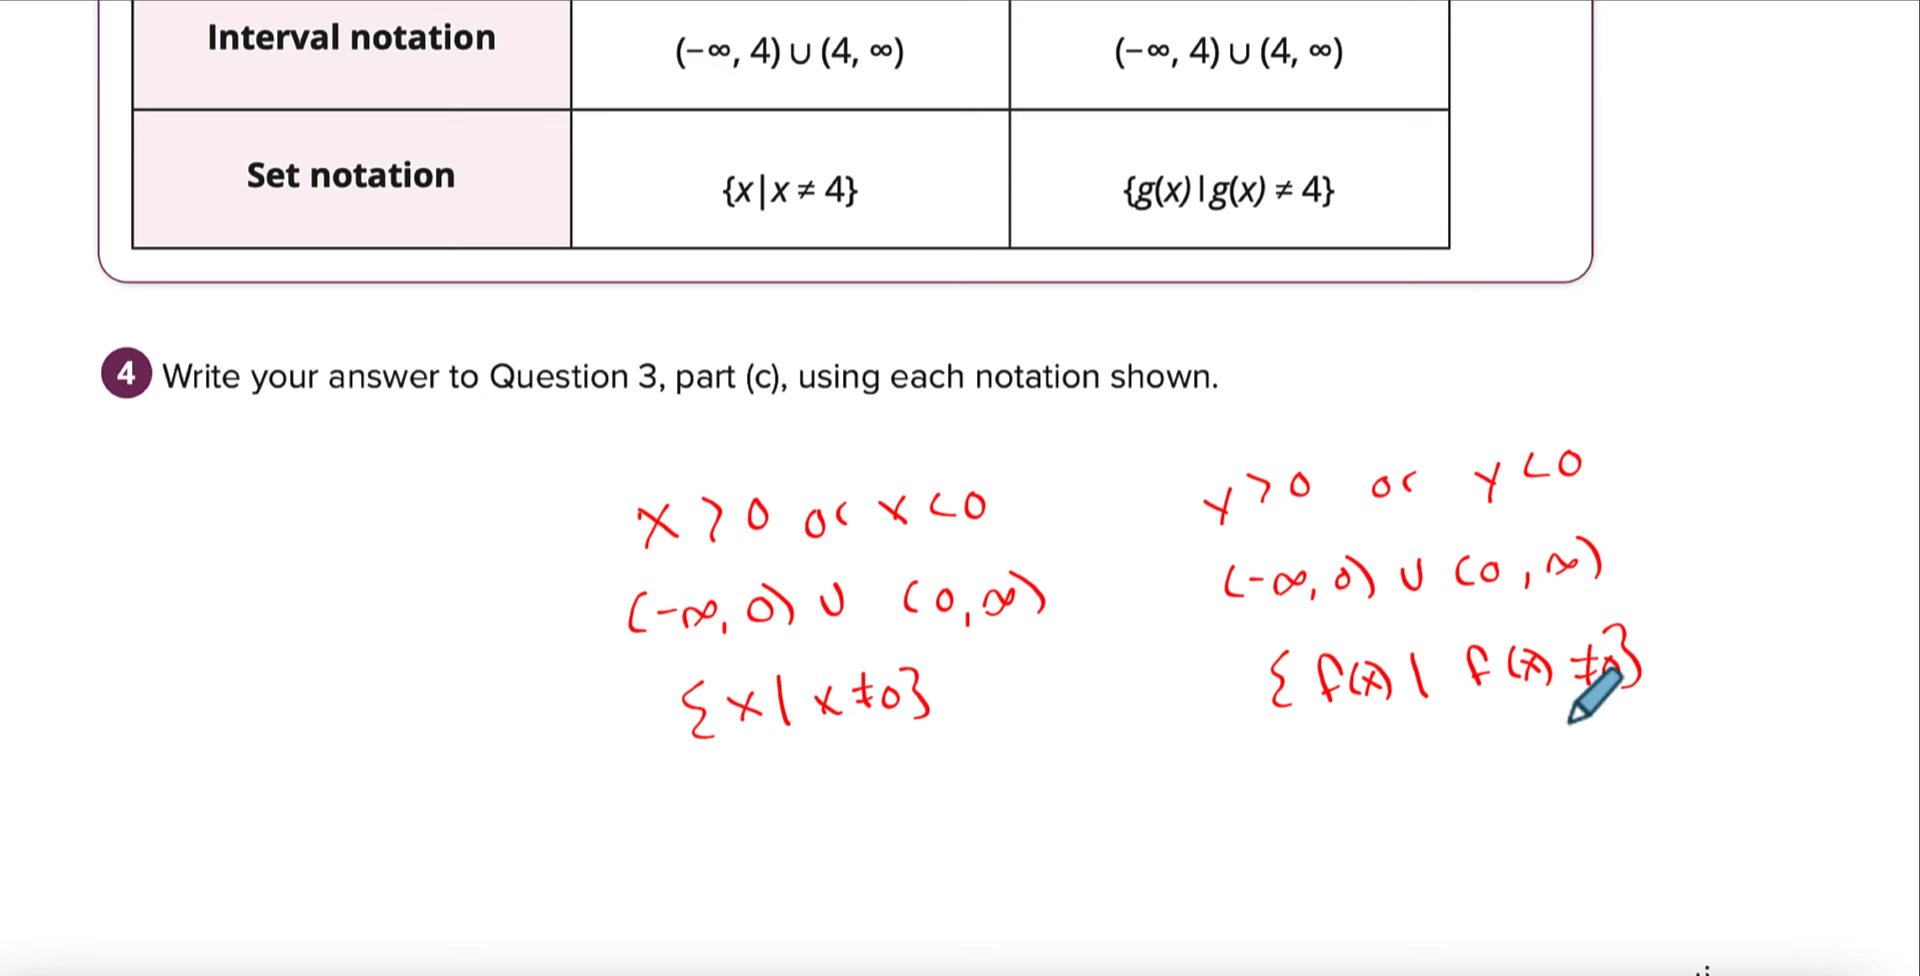 Interval notation (-∞, 4) ∪ (4, ∞) (-∞, 4) ∪ (4, ∞)
Set notation {x|x ≠ 4} {g(x)|g(x) ≠ 4}
4 Write your answer to Question 3, part (c), using each notation shown.
x > 0 or x < 0 y > 0 or y < 0
(-∞, 0) ∪ (0, ∞) (-∞, 0) ∪ (0, ∞)
{x | x ≠ 0} {f(x) | f(x) ≠ 0}